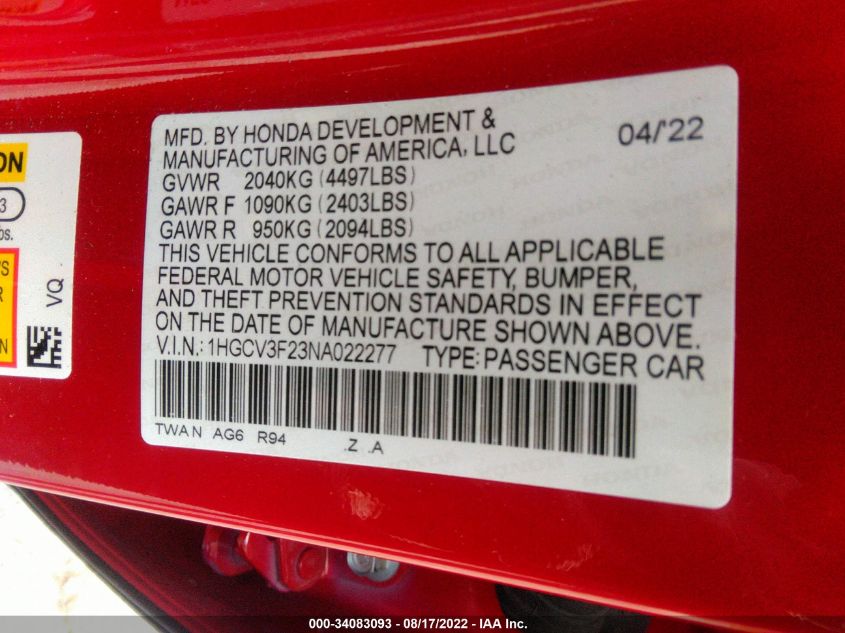 MFD. BY HONDA DEVELOPMENT &
MANUFACTURING OF AMERICA, LLC
04/'22
GVWR 2040KG (4497LBS)
GAWR F 1090KG (2403LBS)
GAWR R 950KG (2094LBS)
THIS VEHICLE CONFORMS TO ALL APPLICABLE
FEDERAL MOTOR VEHICLE SAFETY, BUMPER,
AND THEFT PREVENTION STANDARDS IN EFFECT
ON THE DATE OF MANUFACTURE SHOWN ABOVE.
V.I.N.: 1HGCV3F23NA022277 TYPE: PASSENGER CAR
TWAN AG6 R94 .Z .A
ON
3
bs.
'S
R
N
VQ
000-34083093 - 08/17/2022 - IAA Inc.